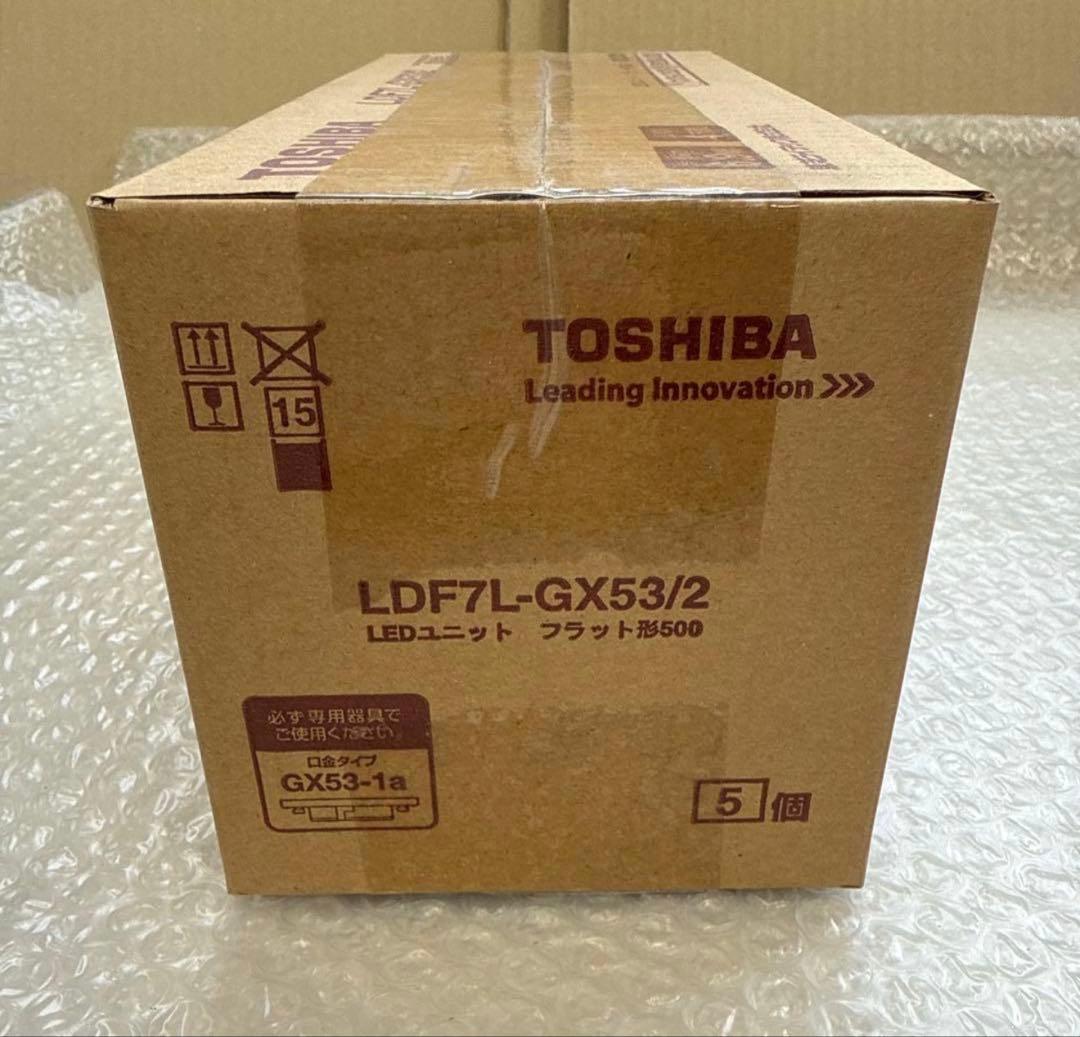 TOSHIBA
TOSHIBA
Leading Innovation >>>
15
LDF7L-GX53/2
LEDユニット フラット形500
必ず専用器具で
ご使用ください。
口金タイプ
GX53-1a
5個